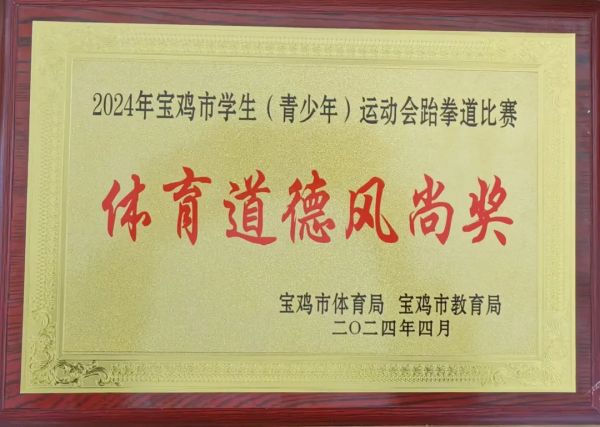 2024年宝鸡市学生（青少年）运动会跆拳道比赛
体育道德风尚奖
宝鸡市体育局 宝鸡市教育局
二〇二四年四月